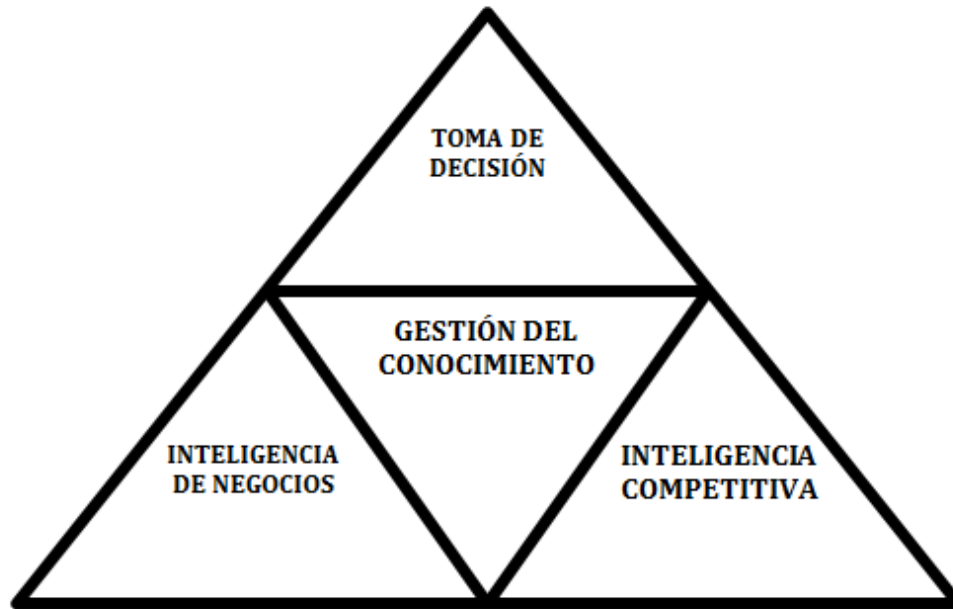 TOMA DE
DECISIÓN
GESTIÓN DEL
CONOCIMIENTO
INTELIGENCIA
DE NEGOCIOS
INTELIGENCIA
COMPETITIVA